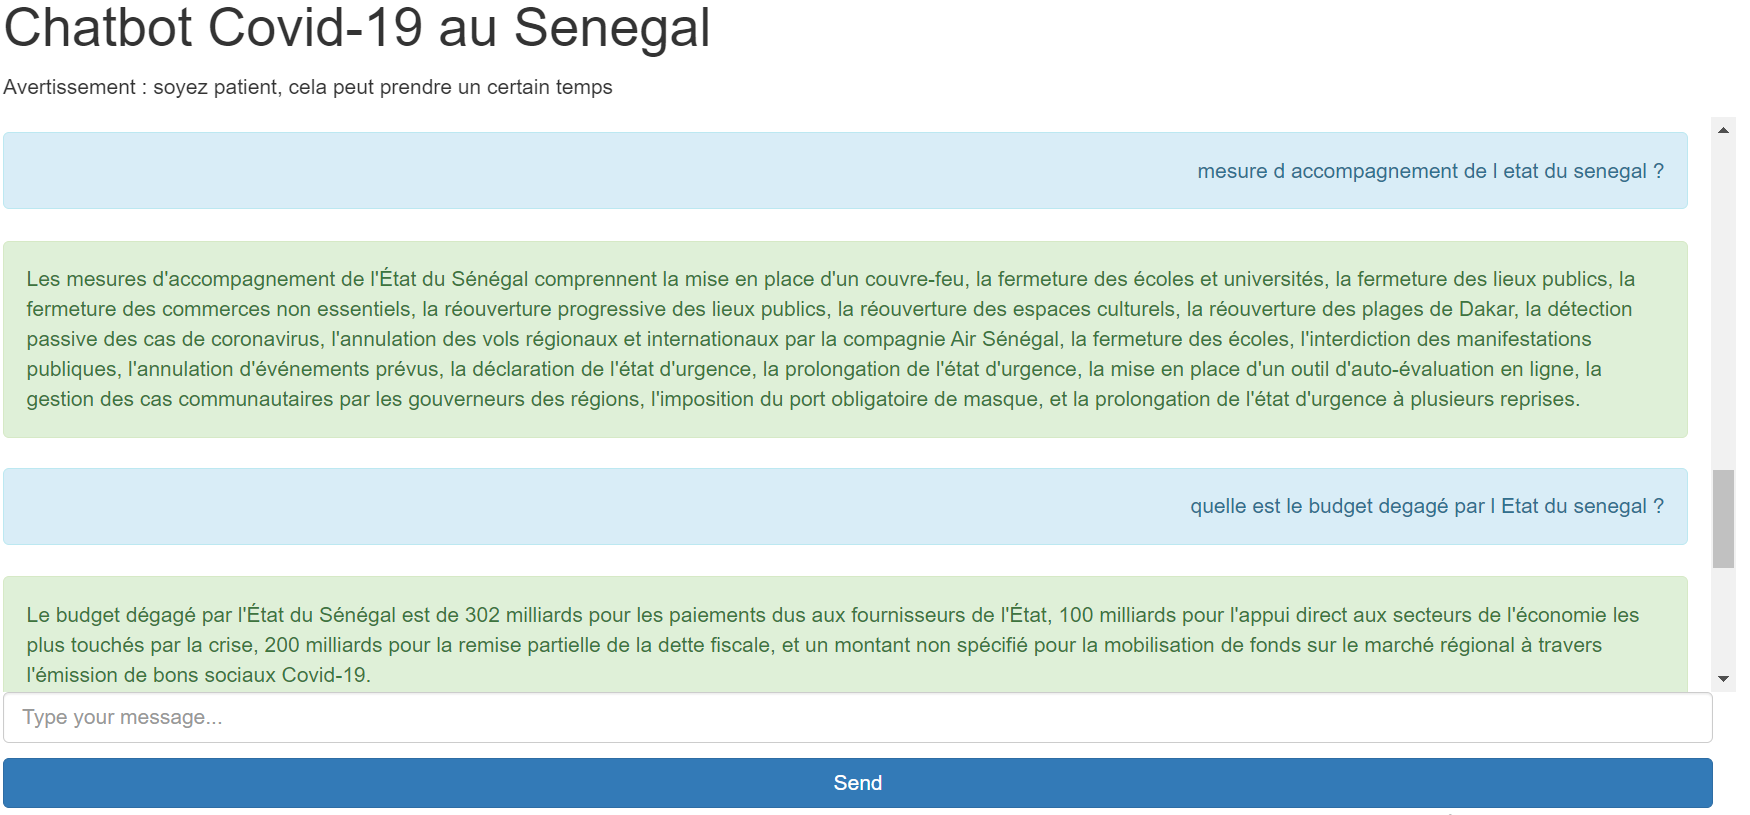 Chatbot Covid-19 au Senegal
Avertissement : soyez patient, cela peut prendre un certain temps
mesure d accompagnement de l etat du senegal ?
Les mesures d'accompagnement de l'État du Sénégal comprennent la mise en place d'un couvre-feu, la fermeture des écoles et universités, la fermeture des lieux publics, la
fermeture des commerces non essentiels, la réouverture progressive des lieux publics, la réouverture des espaces culturels, la réouverture des plages de Dakar, la détection
passive des cas de coronavirus, l'annulation des vols régionaux et internationaux par la compagnie Air Sénégal, la fermeture des écoles, l'interdiction des manifestations
publiques, l'annulation d'événements prévus, la déclaration de l'état d'urgence, la prolongation de l'état d'urgence, la mise en place d'un outil d'auto-évaluation en ligne, la
gestion des cas communautaires par les gouverneurs des régions, l'imposition du port obligatoire de masque, et la prolongation de l'état d'urgence à plusieurs reprises.
quelle est le budget degagé par l Etat du senegal ?
Le budget dégagé par l'État du Sénégal est de 302 milliards pour les paiements dus aux fournisseurs de l'État, 100 milliards pour l'appui direct aux secteurs de l'économie les
plus touchés par la crise, 200 milliards pour la remise partielle de la dette fiscale, et un montant non spécifié pour la mobilisation de fonds sur le marché régional à travers
l'émission de bons sociaux Covid-19.
Type your message...
Send